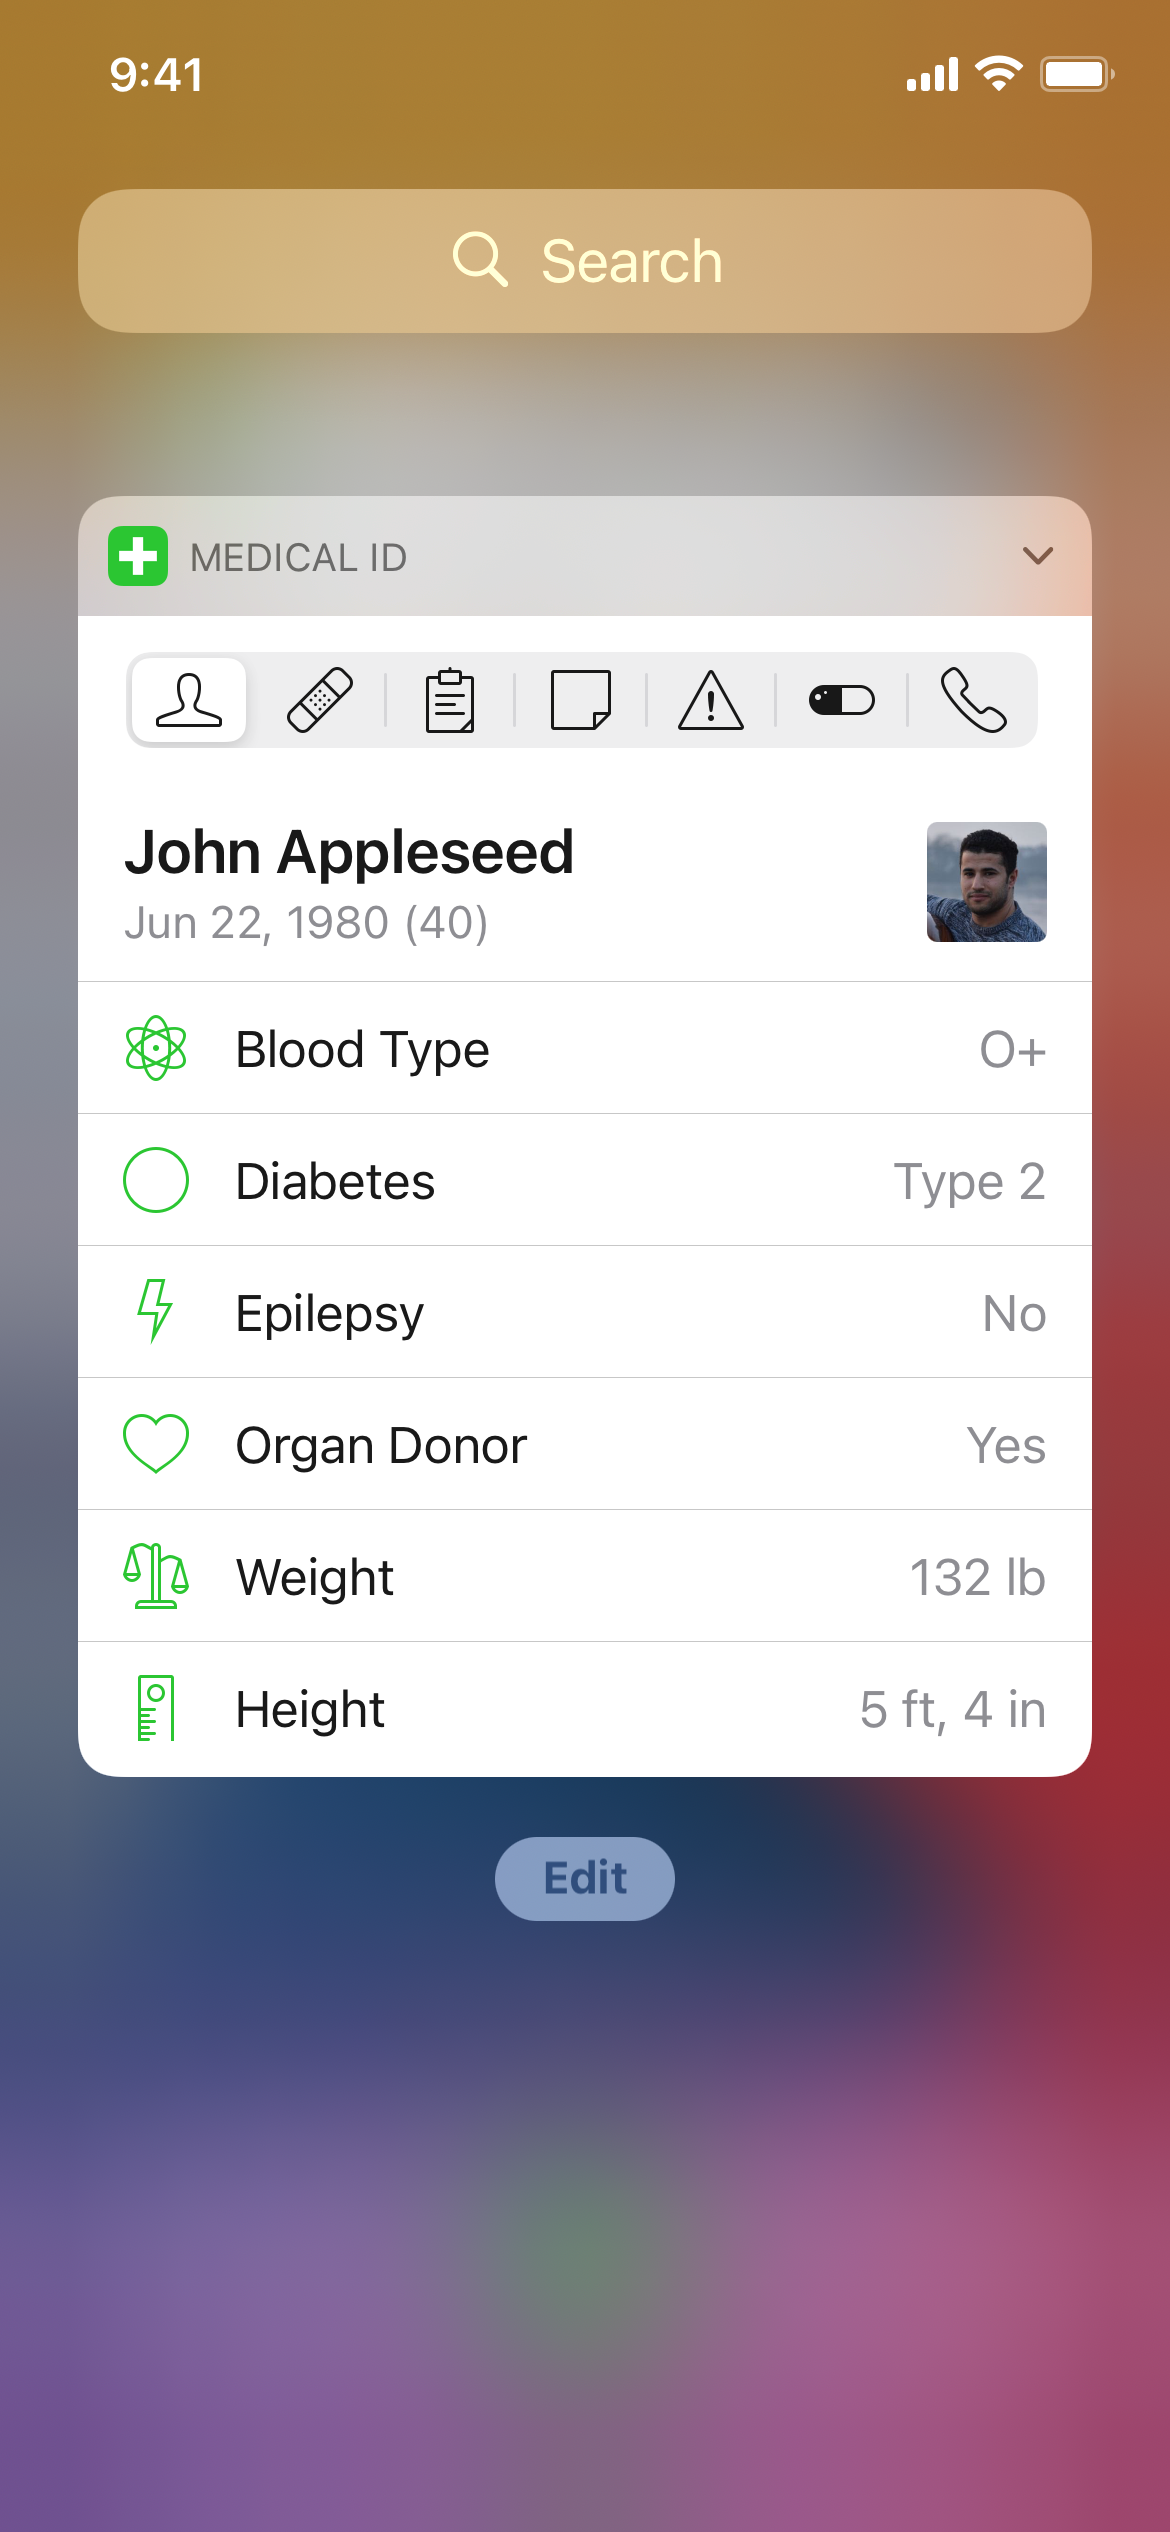 9:41
Search
MEDICAL ID
John Appleseed
Jun 22, 1980 (40)
Blood Type O+
Diabetes Type 2
Epilepsy No
Organ Donor Yes
Weight 132 lb
Height 5 ft, 4 in
Edit